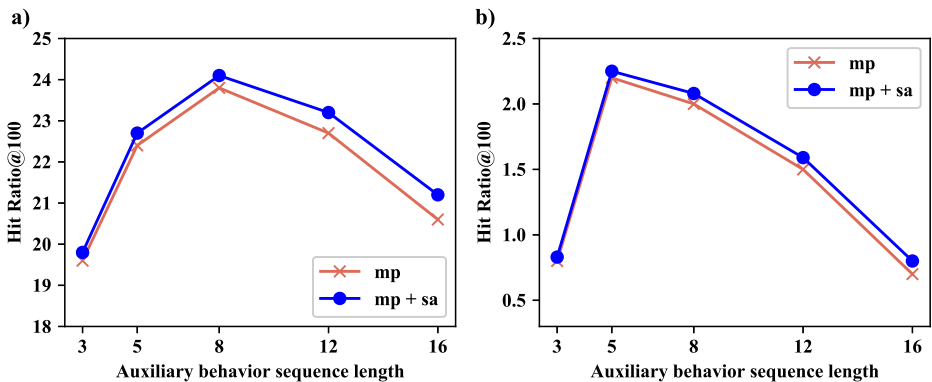 a)
25
24
23
22
21
20
19
18
Hit Ratio@100
mp
mp + sa
3
5
8
12
16
Auxiliary behavior sequence length
b)
2.5
2.0
1.5
1.0
0.5
Hit Ratio@100
mp
mp + sa
3
5
8
12
16
Auxiliary behavior sequence length